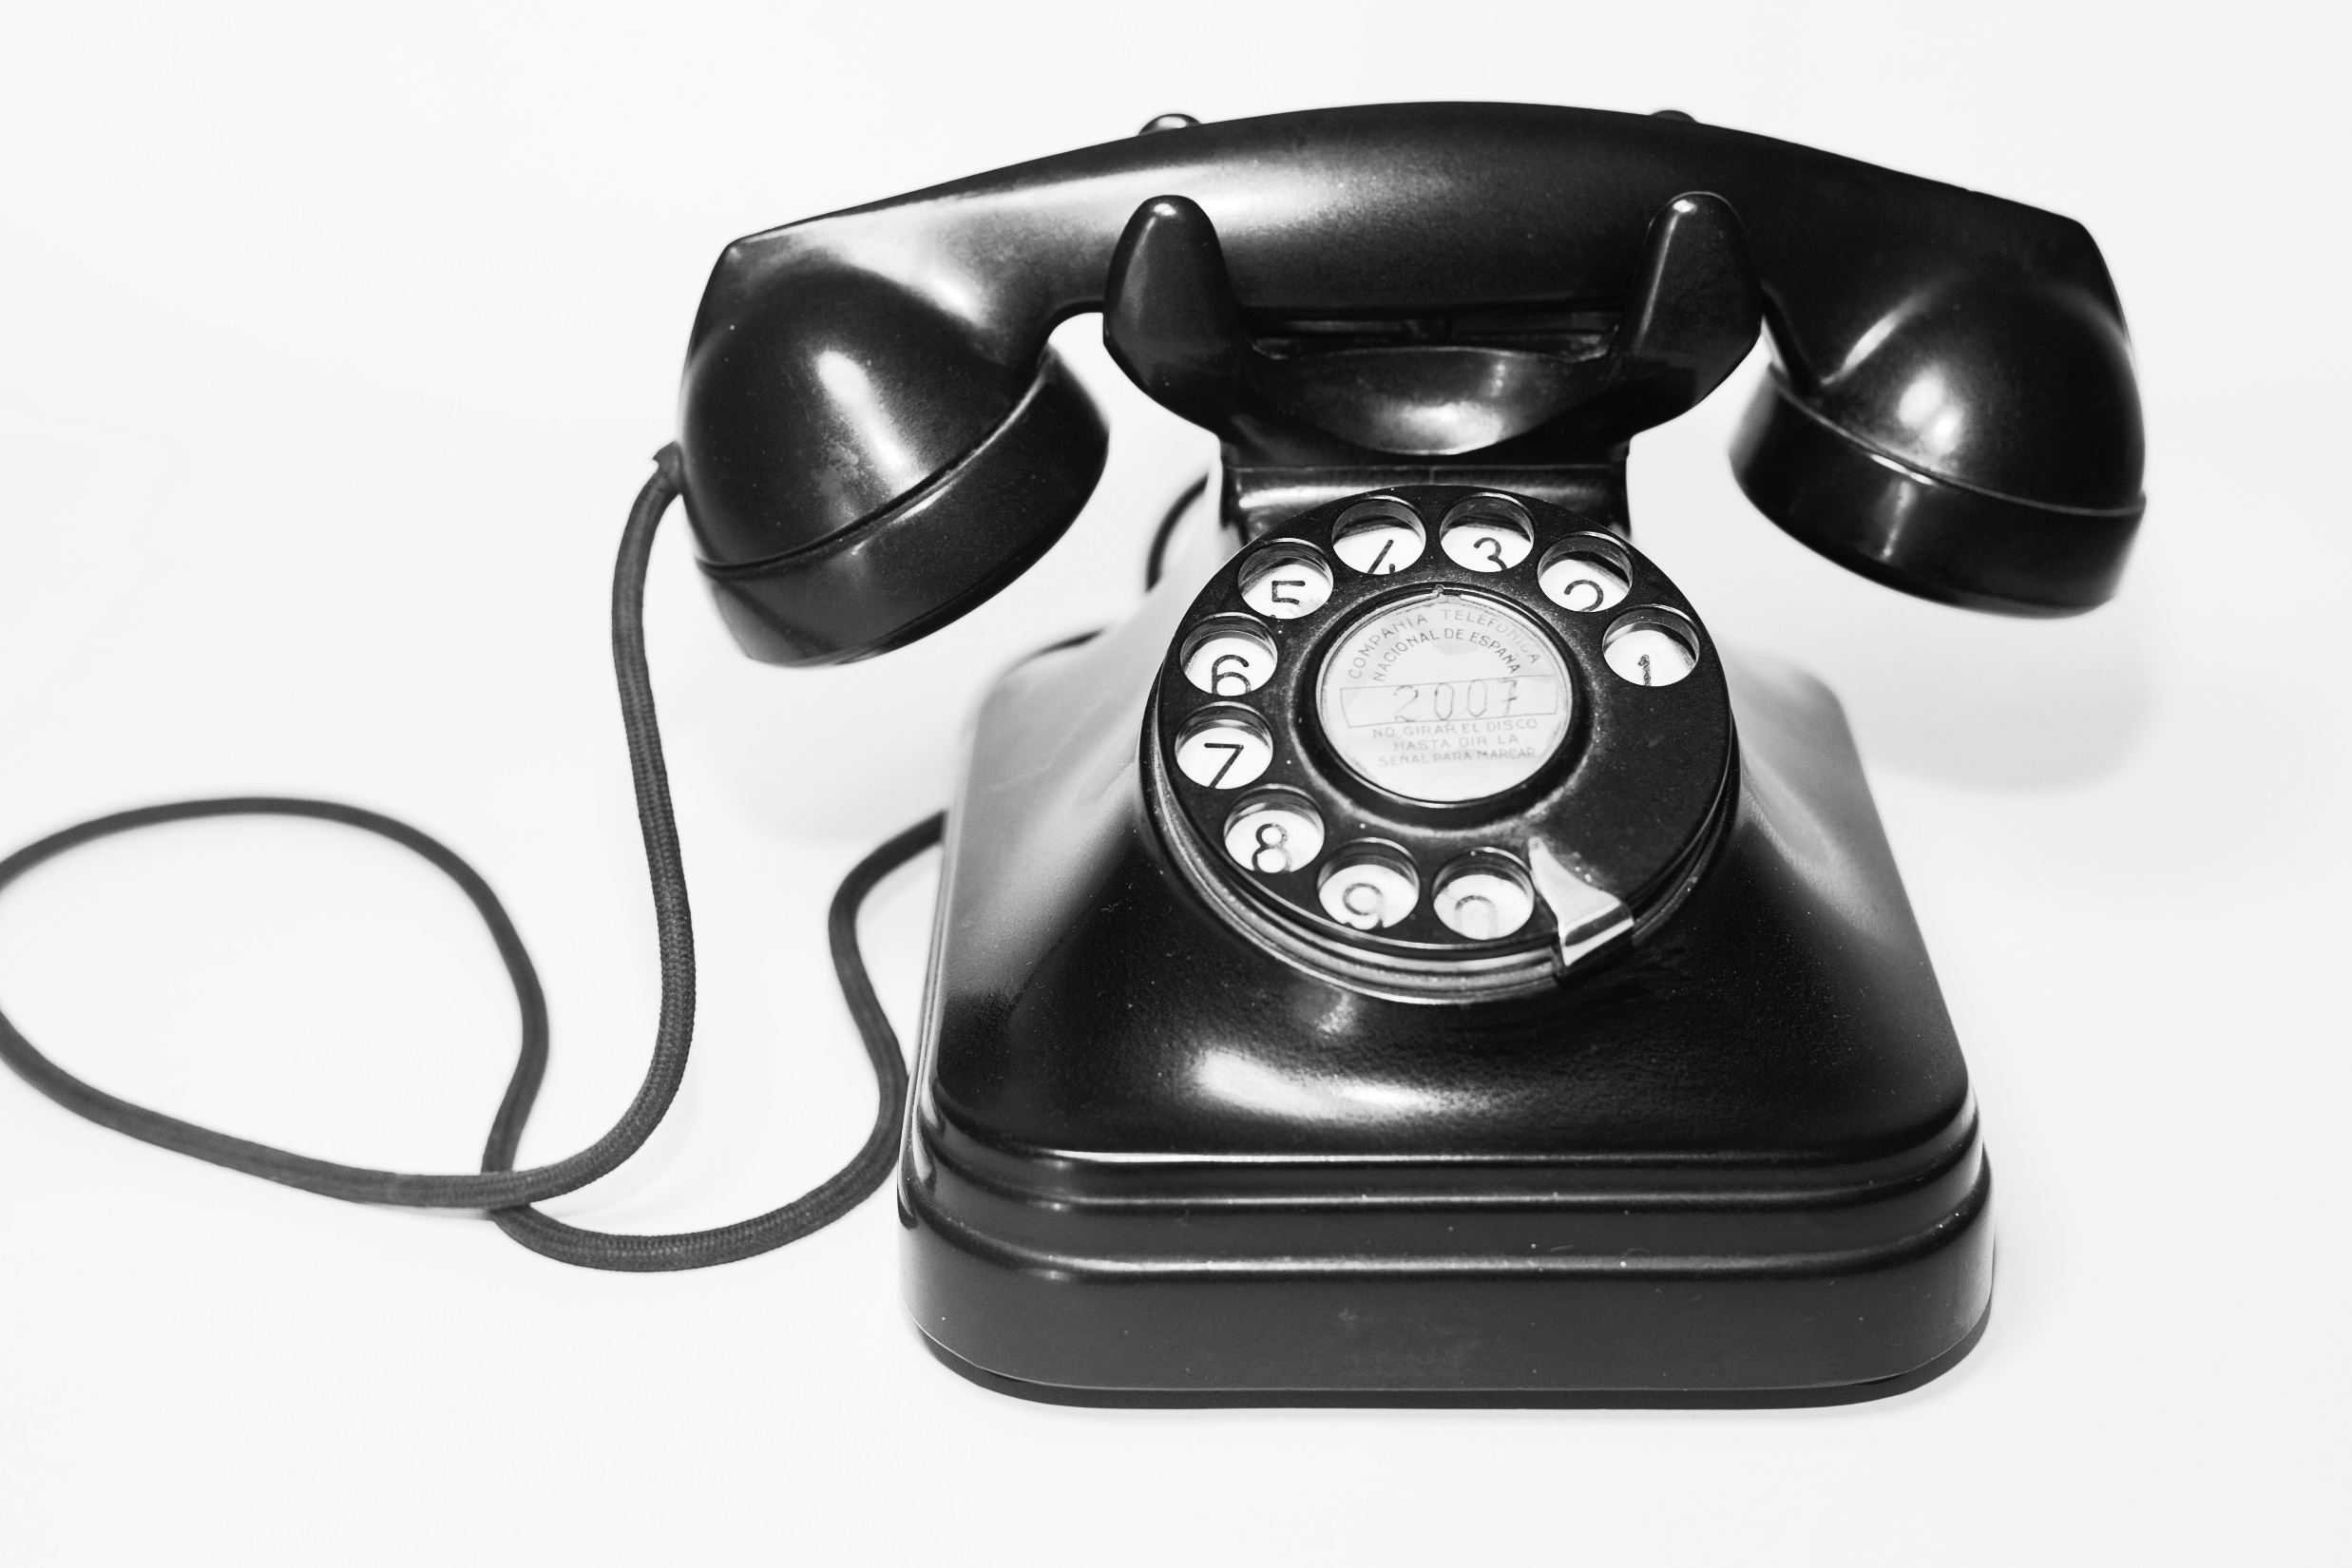 4 3
5 2
6 1
7
8
9 0
COMPAÑIA TELEFONICA
NACIONAL DE ESPAÑA
2007
NO GIRAR EL DISCO
HASTA OIR LA
SEÑAL PARA MARCAR